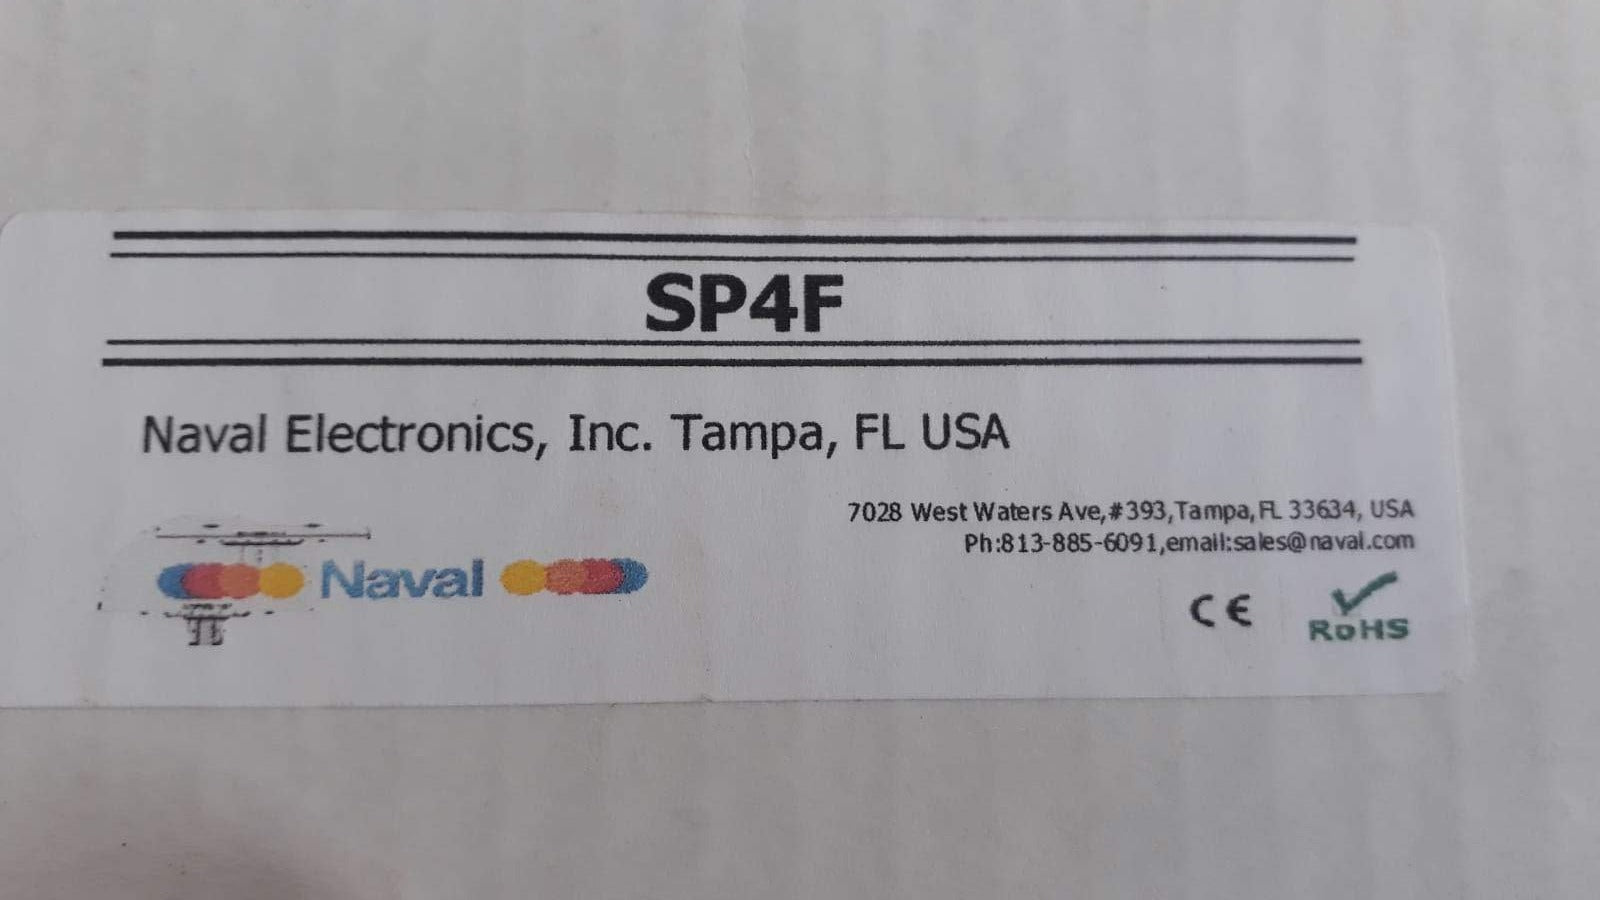 SP4F
Naval Electronics, Inc. Tampa, FL USA
7028 West Waters Ave,#393,Tampa,FL 33634, USA
Ph:813-885-6091,email:sales@naval.com
Naval
CE
RoHS